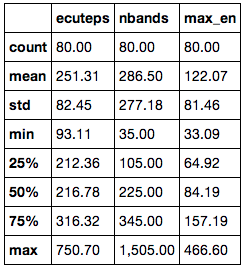 ecuteps nbands max_en
count 80.00 80.00 80.00
mean 251.31 286.50 122.07
std 82.45 277.18 81.46
min 93.11 35.00 33.09
25% 212.36 105.00 64.92
50% 216.78 225.00 84.19
75% 316.32 345.00 157.19
max 750.70 1,505.00 466.60